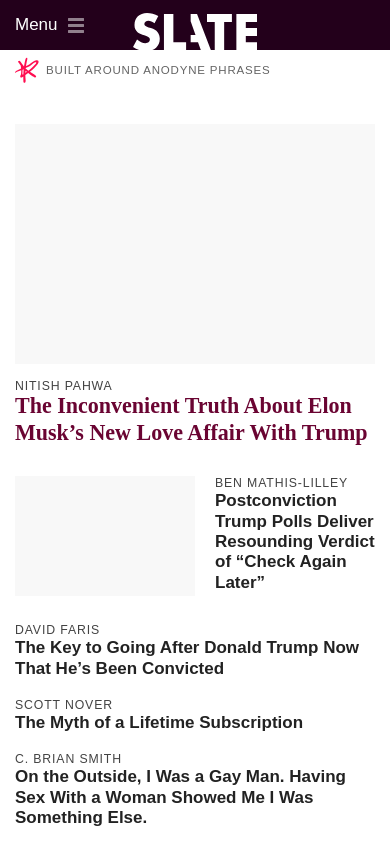 Menu
SLATE
BUILT AROUND ANODYNE PHRASES
NITISH PAHWA
The Inconvenient Truth About Elon
Musk’s New Love Affair With Trump
BEN MATHIS-LILLEY
Postconviction
Trump Polls Deliver
Resounding Verdict
of “Check Again
Later”
DAVID FARIS
The Key to Going After Donald Trump Now
That He’s Been Convicted
SCOTT NOVER
The Myth of a Lifetime Subscription
C. BRIAN SMITH
On the Outside, I Was a Gay Man. Having
Sex With a Woman Showed Me I Was
Something Else.